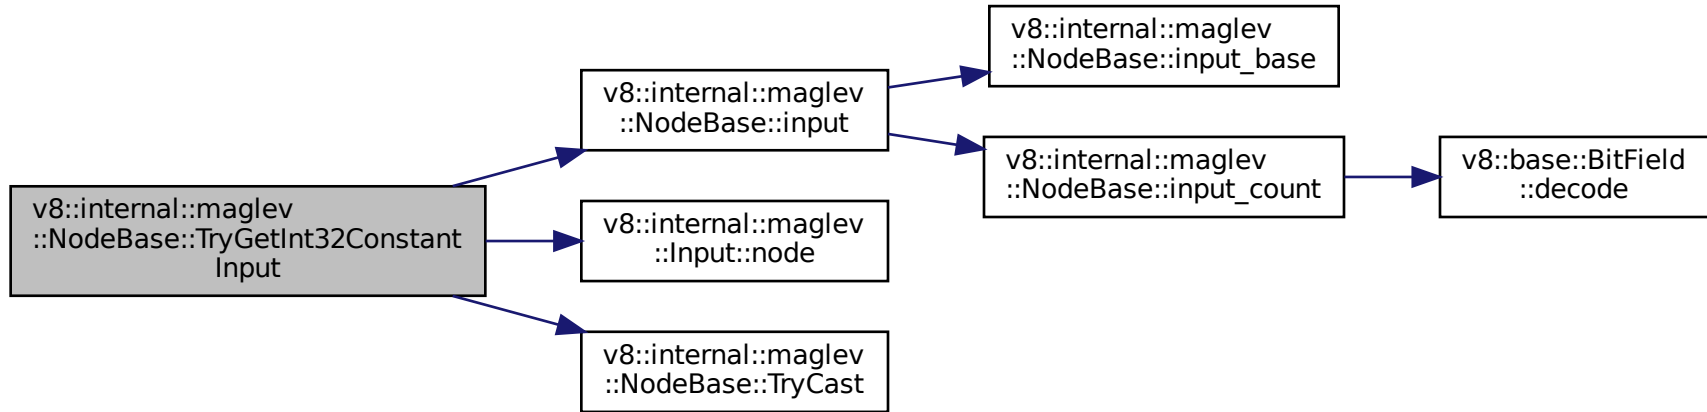 v8::internal::maglev
::NodeBase::TryGetInt32Constant
Input
v8::internal::maglev
::NodeBase::input
v8::internal::maglev
::NodeBase::input_base
v8::internal::maglev
::NodeBase::input_count
v8::base::BitField
::decode
v8::internal::maglev
::Input::node
v8::internal::maglev
::NodeBase::TryCast